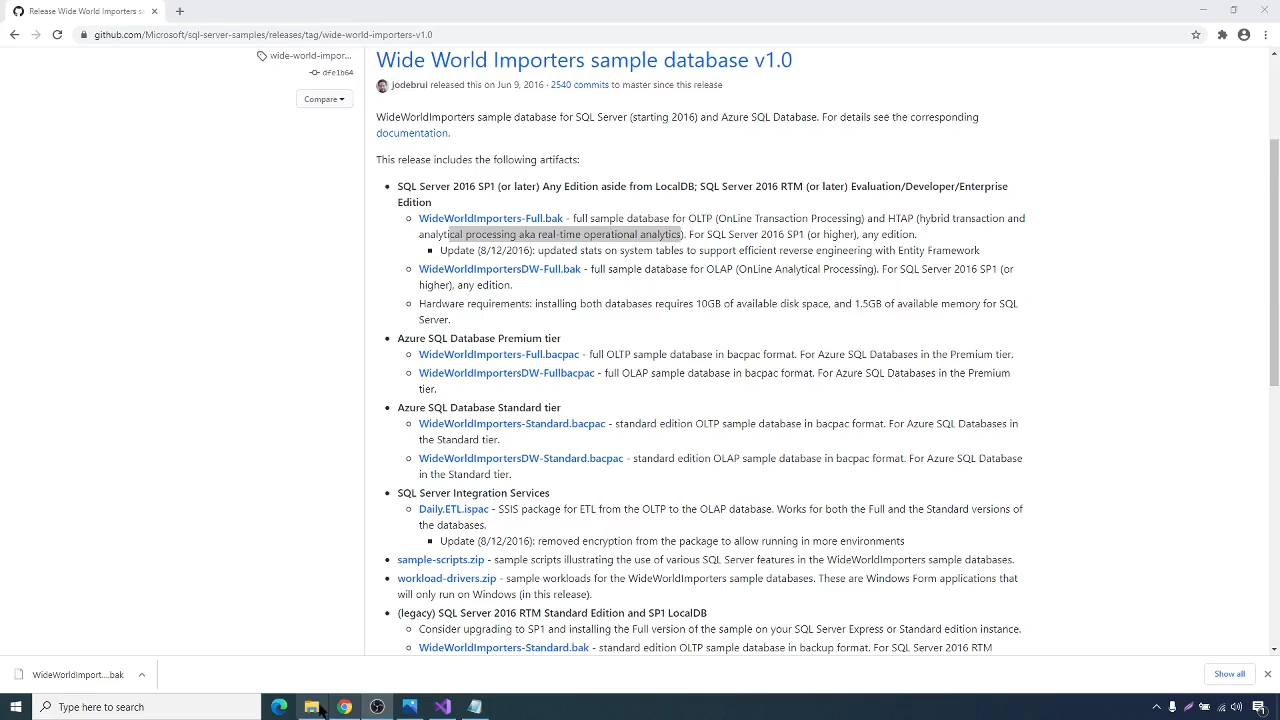 Release Wide World Importers sa
github.com/Microsoft/sql-server-samples/releases/tag/wide-world-importers-v1.0
wide-world-impor...
dfe1b64
Compare
Wide World Importers sample database v1.0
jodebrui released this on Jun 9, 2016 · 2540 commits to master since this release
WideWorldImporters sample database for SQL Server (starting 2016) and Azure SQL Database. For details see the corresponding
documentation.
This release includes the following artifacts:
SQL Server 2016 SP1 (or later) Any Edition aside from LocalDB; SQL Server 2016 RTM (or later) Evaluation/Developer/Enterprise
Edition
WideWorldImporters-Full.bak - full sample database for OLTP (OnLine Transaction Processing) and HTAP (hybrid transaction and
analytical processing aka real-time operational analytics). For SQL Server 2016 SP1 (or higher), any edition.
Update (8/12/2016): updated stats on system tables to support efficient reverse engineering with Entity Framework
WideWorldImportersDW-Full.bak - full sample database for OLAP (OnLine Analytical Processing). For SQL Server 2016 SP1 (or
higher), any edition.
Hardware requirements: installing both databases requires 10GB of available disk space, and 1.5GB of available memory for SQL
Server.
Azure SQL Database Premium tier
WideWorldImporters-Full.bacpac - full OLTP sample database in bacpac format. For Azure SQL Databases in the Premium tier.
WideWorldImportersDW-Fullbacpac - full OLAP sample database in bacpac format. For Azure SQL Databases in the Premium
tier.
Azure SQL Database Standard tier
WideWorldImporters-Standard.bacpac - standard edition OLTP sample database in bacpac format. For Azure SQL Databases in
the Standard tier.
WideWorldImportersDW-Standard.bacpac - standard edition OLAP sample database in bacpac format. For Azure SQL Database
in the Standard tier.
SQL Server Integration Services
Daily.ETL.ispac - SSIS package for ETL from the OLTP to the OLAP database. Works for both the Full and the Standard versions of
the databases.
Update (8/12/2016): removed encryption from the package to allow running in more environments
sample-scripts.zip - sample scripts illustrating the use of various SQL Server features in the WideWorldImporters sample databases.
workload-drivers.zip - sample workloads for the WideWorldImporters sample databases. These are Windows Form applications that
will only run on Windows (in this release).
(legacy) SQL Server 2016 RTM Standard Edition and SP1 LocalDB
Consider upgrading to SP1 and installing the Full version of the sample on your SQL Server Express or Standard edition instance.
WideWorldImporters-Standard.bak - standard edition OLTP sample database in backup format. For SQL Server 2016 RTM
WideWorldImport....bak
Show all
Type here to search